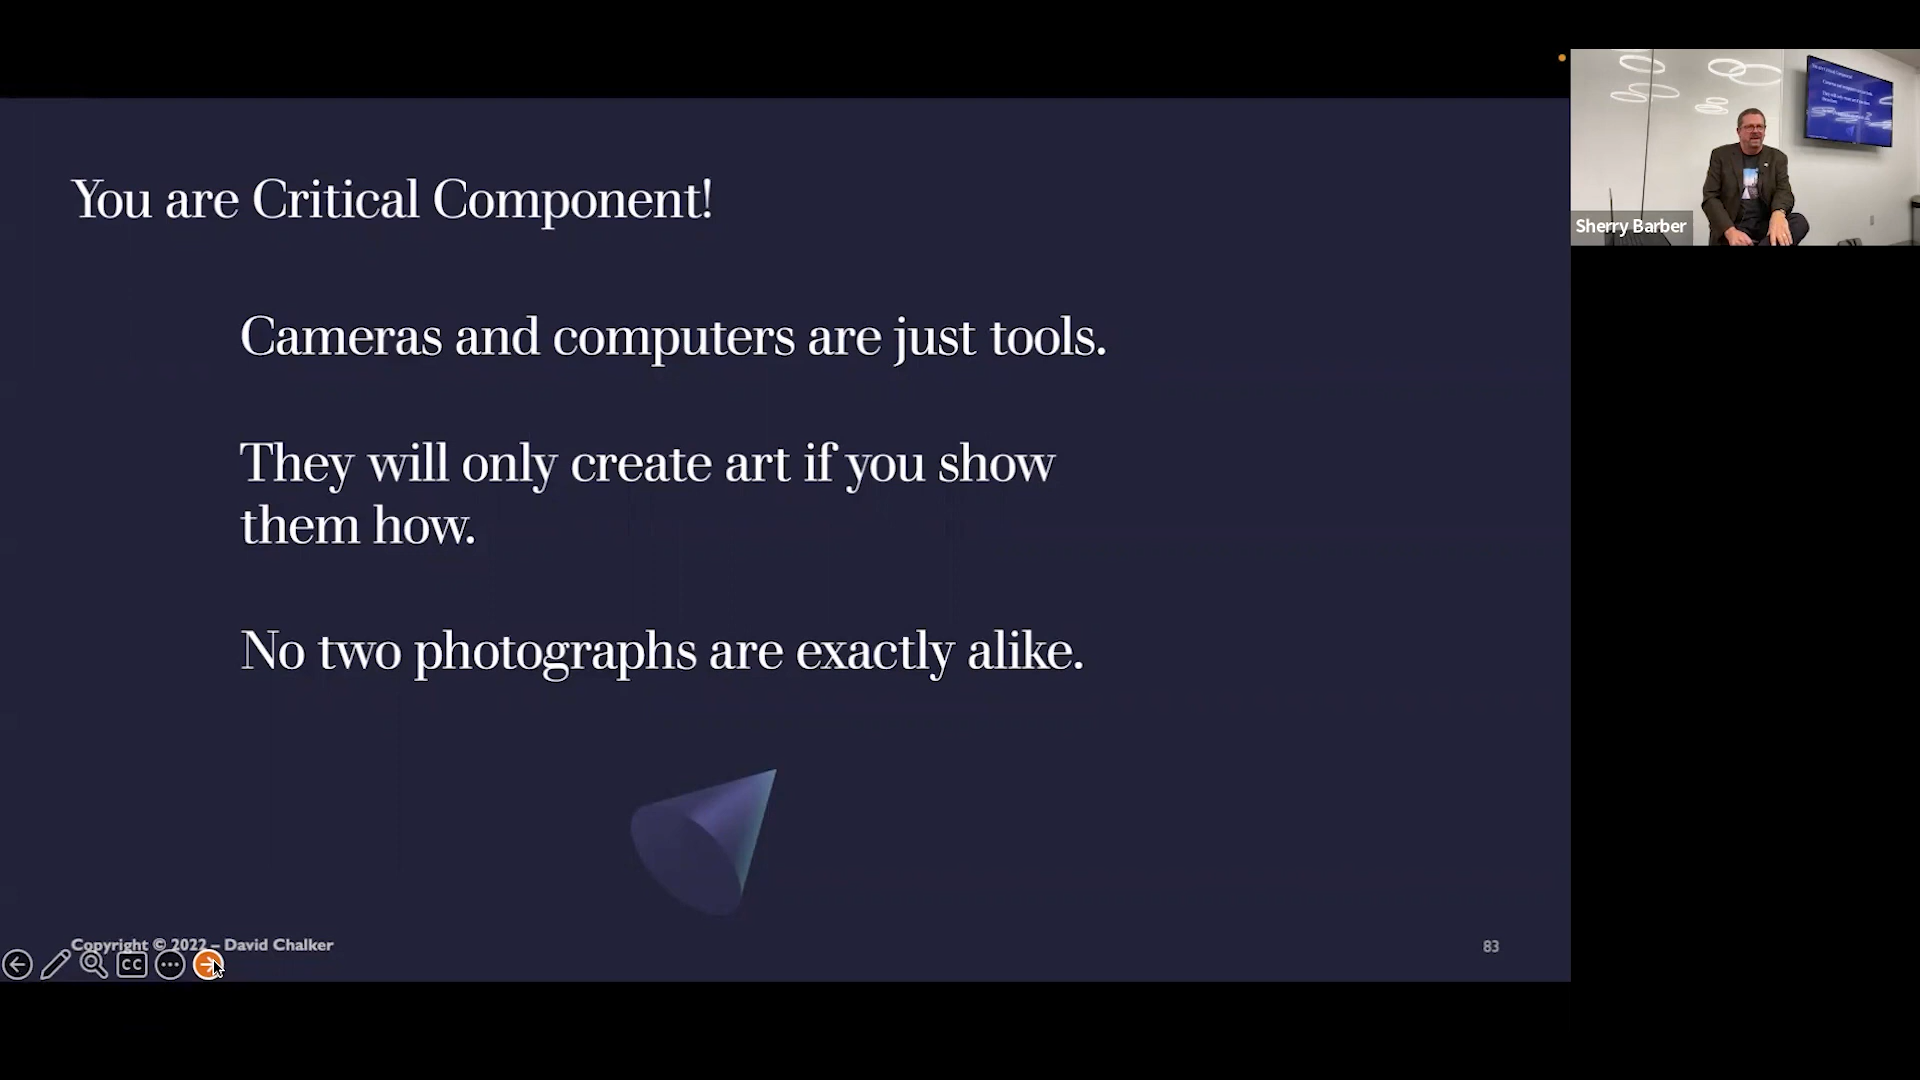 You are Critical Component!
Cameras and computers are just tools.
They will only create art if you show
them how.
No two photographs are exactly alike.
Copyright © 2022 – David Chalker
83
CC
Sherry Barber